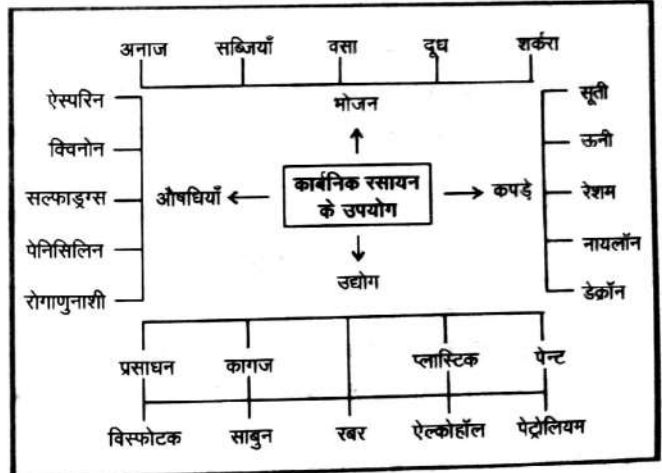 अनाज सब्जियाँ वसा दूध शर्करा
भोजन
ऐस्परिन
क्विनोन
सल्फाड्रग्स
पेनिसिलिन
रोगाणुनाशी
औषधियाँ
कार्बनिक रसायन
के उपयोग
कपड़े
सूती
ऊनी
रेशम
नायलॉन
डेक्रॉन
उद्योग
प्रसाधन कागज प्लास्टिक पेन्ट
विस्फोटक साबुन रबर ऐल्कोहॉल पेट्रोलियम